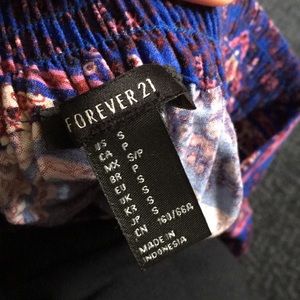 FOREVER 21
US S
CA P
MX S/P
BR P
EU S
UK S
KR S
JP S
CN 160/66A
MADE IN
INDONESIA